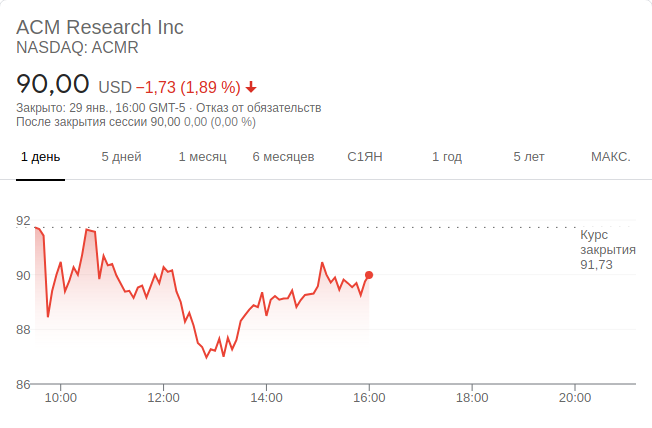 ACM Research Inc
NASDAQ: ACMR
90,00 USD −1,73 (1,89 %)
Закрыто: 29 янв., 16:00 GMT-5 · Отказ от обязательств
После закрытия сессии 90,00 0,00 (0,00 %)
1 день 5 дней 1 месяц 6 месяцев С1ЯН 1 год 5 лет МАКС.
92
Курс
закрытия
91,73
90
88
86
10:00 12:00 14:00 16:00 18:00 20:00